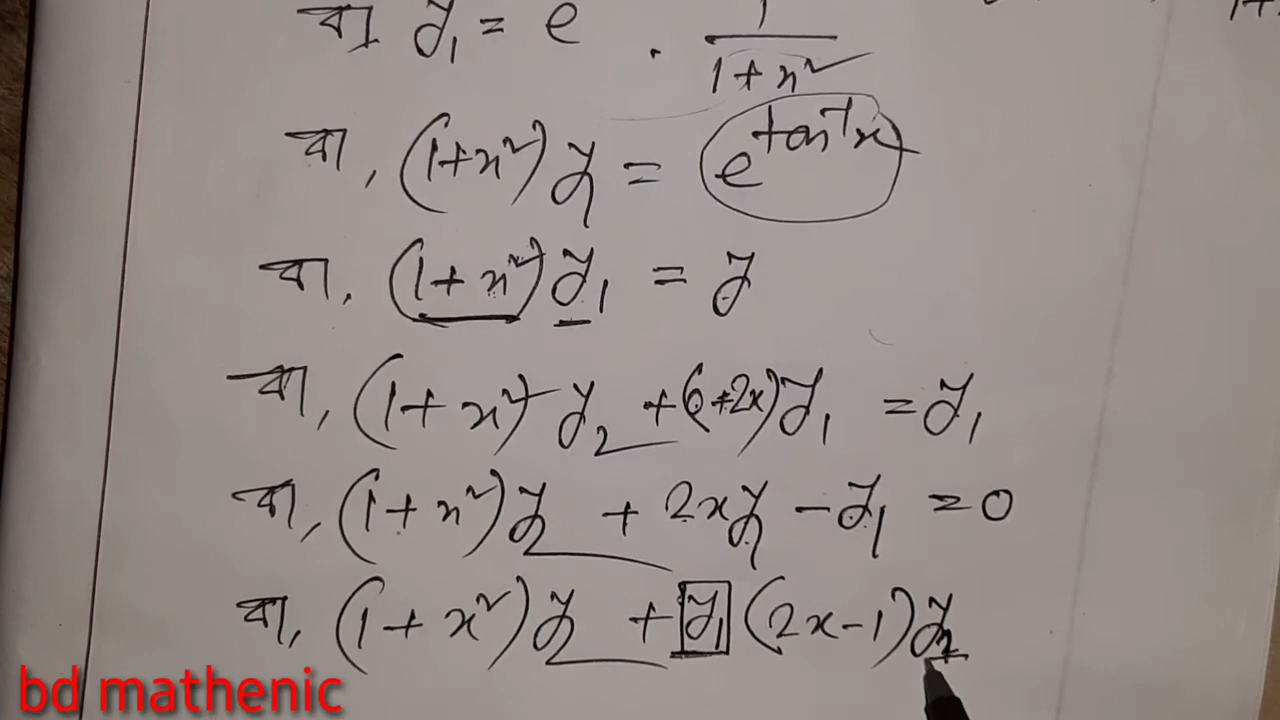 বা, y₁ = e . 1/(1+x²)
বা, (1+x²) y₁ = e^(tan⁻¹x)
বা, (1+x²) y₁ = y
বা, (1+x²) y₂ + (0+2x) y₁ = y₁
বা, (1+x²) y₂ + 2xy₁ - y₁ = 0
বা, (1+x²) y₂ + y₁ (2x-1)
bd mathenic